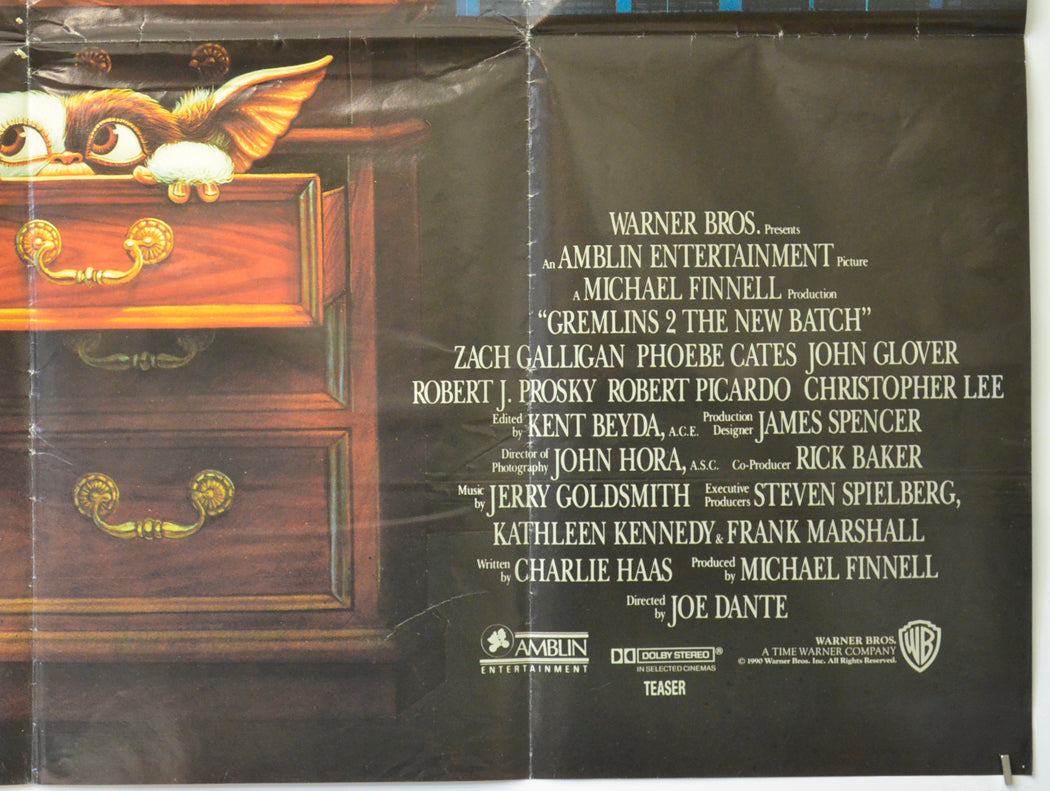 WARNER BROS. Presents
An AMBLIN ENTERTAINMENT Picture
A MICHAEL FINNELL Production
“GREMLINS 2 THE NEW BATCH”
ZACH GALLIGAN PHOEBE CATES JOHN GLOVER
ROBERT J. PROSKY ROBERT PICARDO CHRISTOPHER LEE
Edited by KENT BEYDA, A.C.E. Production Designer JAMES SPENCER
Director of Photography JOHN HORA, A.S.C. Co-Producer RICK BAKER
Music by JERRY GOLDSMITH Executive Producers STEVEN SPIELBERG,
KATHLEEN KENNEDY & FRANK MARSHALL
Written by CHARLIE HAAS Produced by MICHAEL FINNELL
Directed by JOE DANTE
AMBLIN
ENTERTAINMENT
DOLBY STEREO®
IN SELECTED CINEMAS
TEASER
WARNER BROS.
A TIME WARNER COMPANY
© 1990 Warner Bros. Inc. All Rights Reserved.
WB